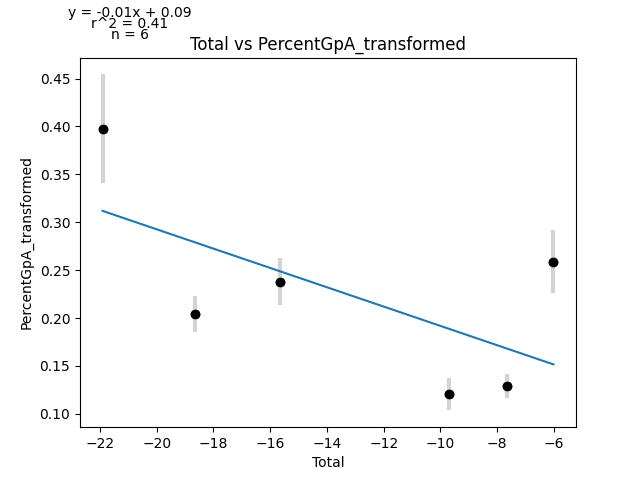 y = -0.01x + 0.09
r^2 = 0.41
n = 6
Total vs PercentGpA_transformed
PercentGpA_transformed
0.45
0.40
0.35
0.30
0.25
0.20
0.15
0.10
−22 −20 −18 −16 −14 −12 −10 −8 −6
Total